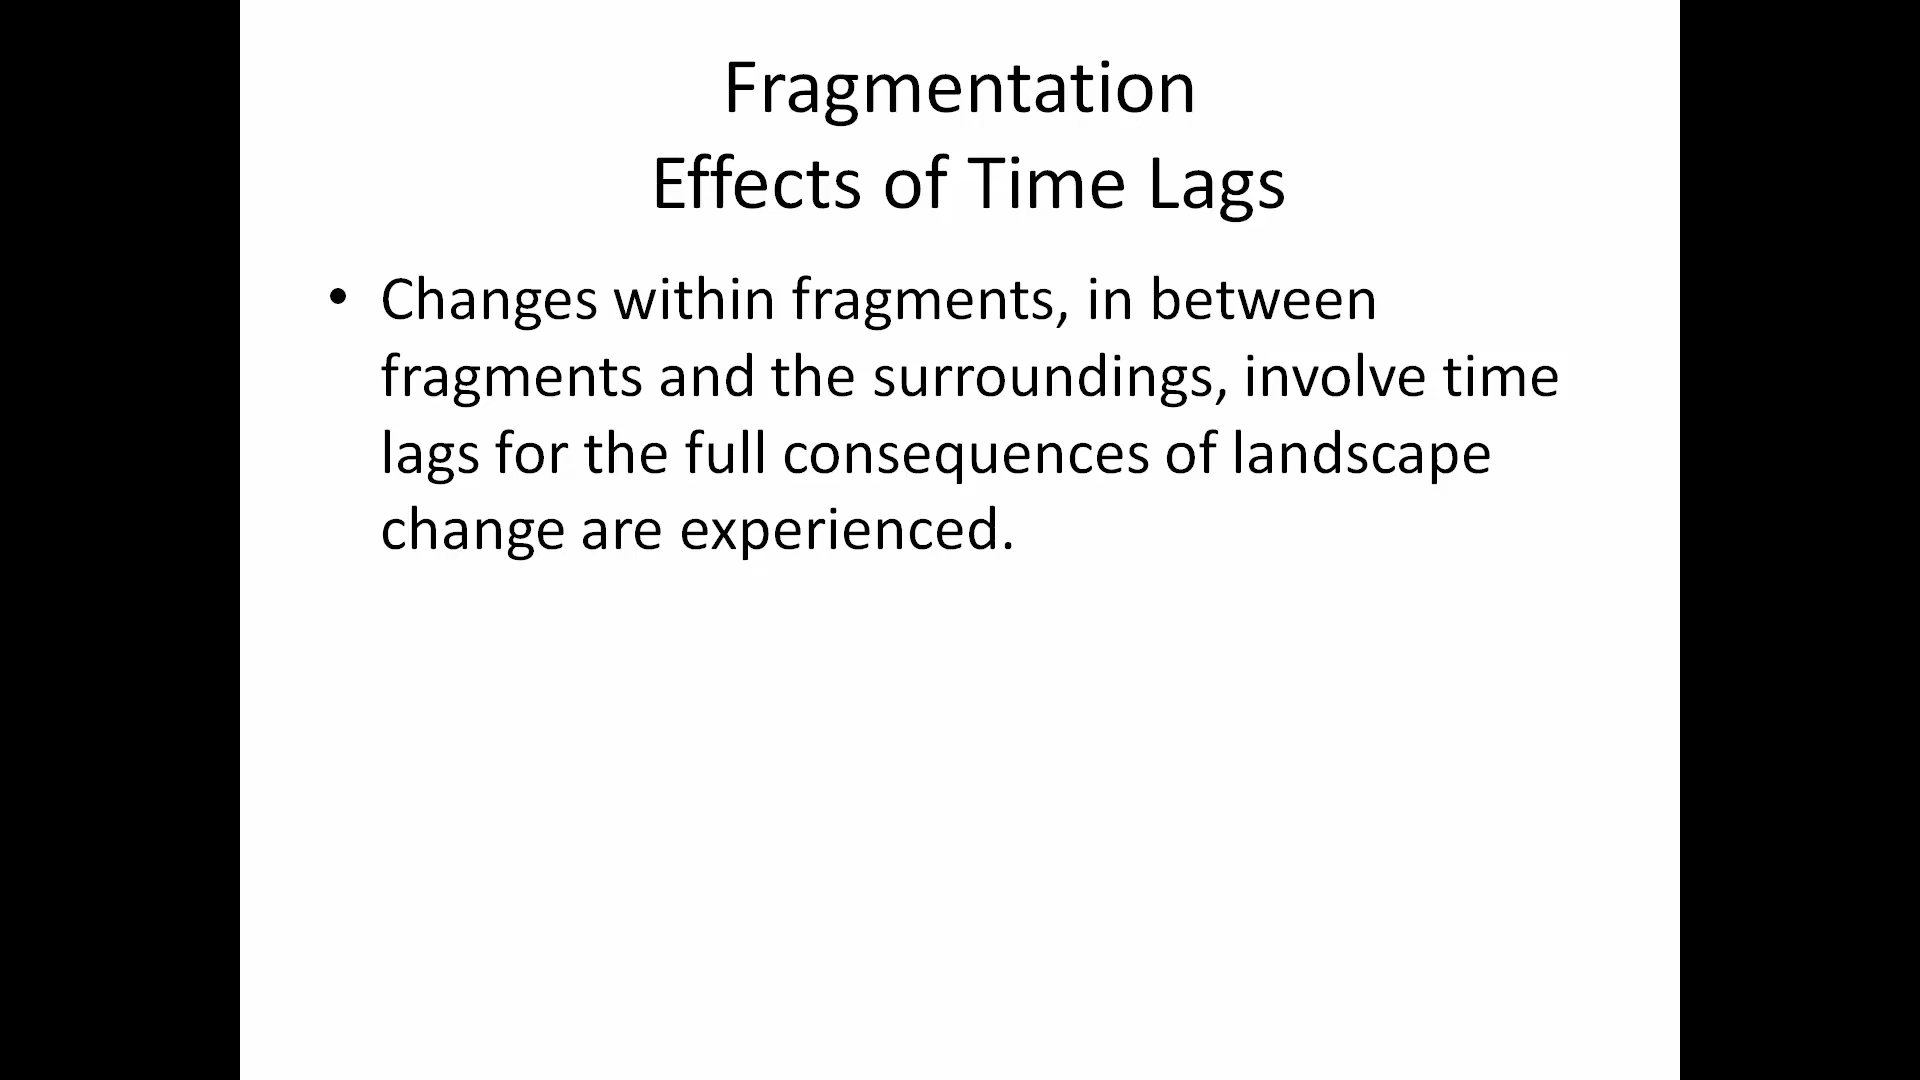 Fragmentation
Effects of Time Lags
• Changes within fragments, in between
fragments and the surroundings, involve time
lags for the full consequences of landscape
change are experienced.